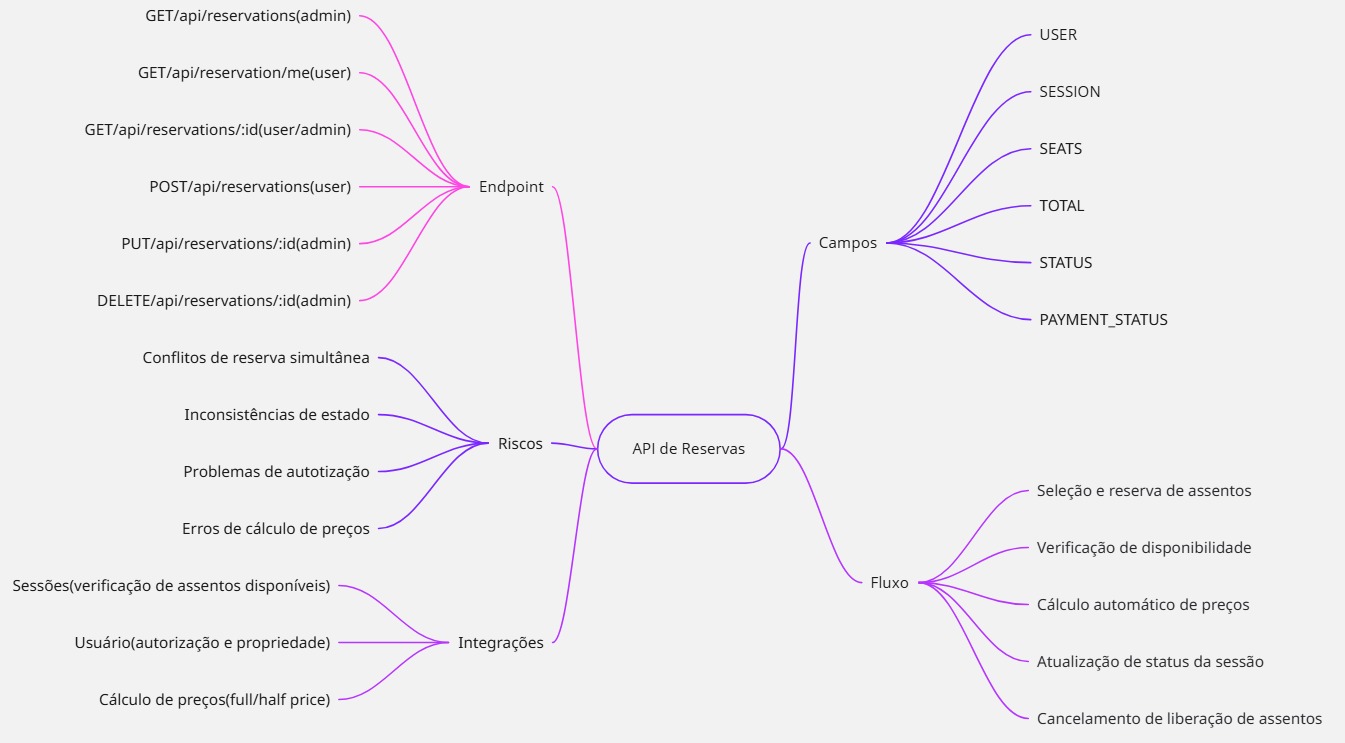 API de Reservas
Endpoint
GET/api/reservations(admin)
GET/api/reservation/me(user)
GET/api/reservations/:id(user/admin)
POST/api/reservations(user)
PUT/api/reservations/:id(admin)
DELETE/api/reservations/:id(admin)
Riscos
Conflitos de reserva simultânea
Inconsistências de estado
Problemas de autotização
Erros de cálculo de preços
Integrações
Sessões(verificação de assentos disponíveis)
Usuário(autorização e propriedade)
Cálculo de preços(full/half price)
Campos
USER
SESSION
SEATS
TOTAL
STATUS
PAYMENT_STATUS
Fluxo
Seleção e reserva de assentos
Verificação de disponibilidade
Cálculo automático de preços
Atualização de status da sessão
Cancelamento de liberação de assentos